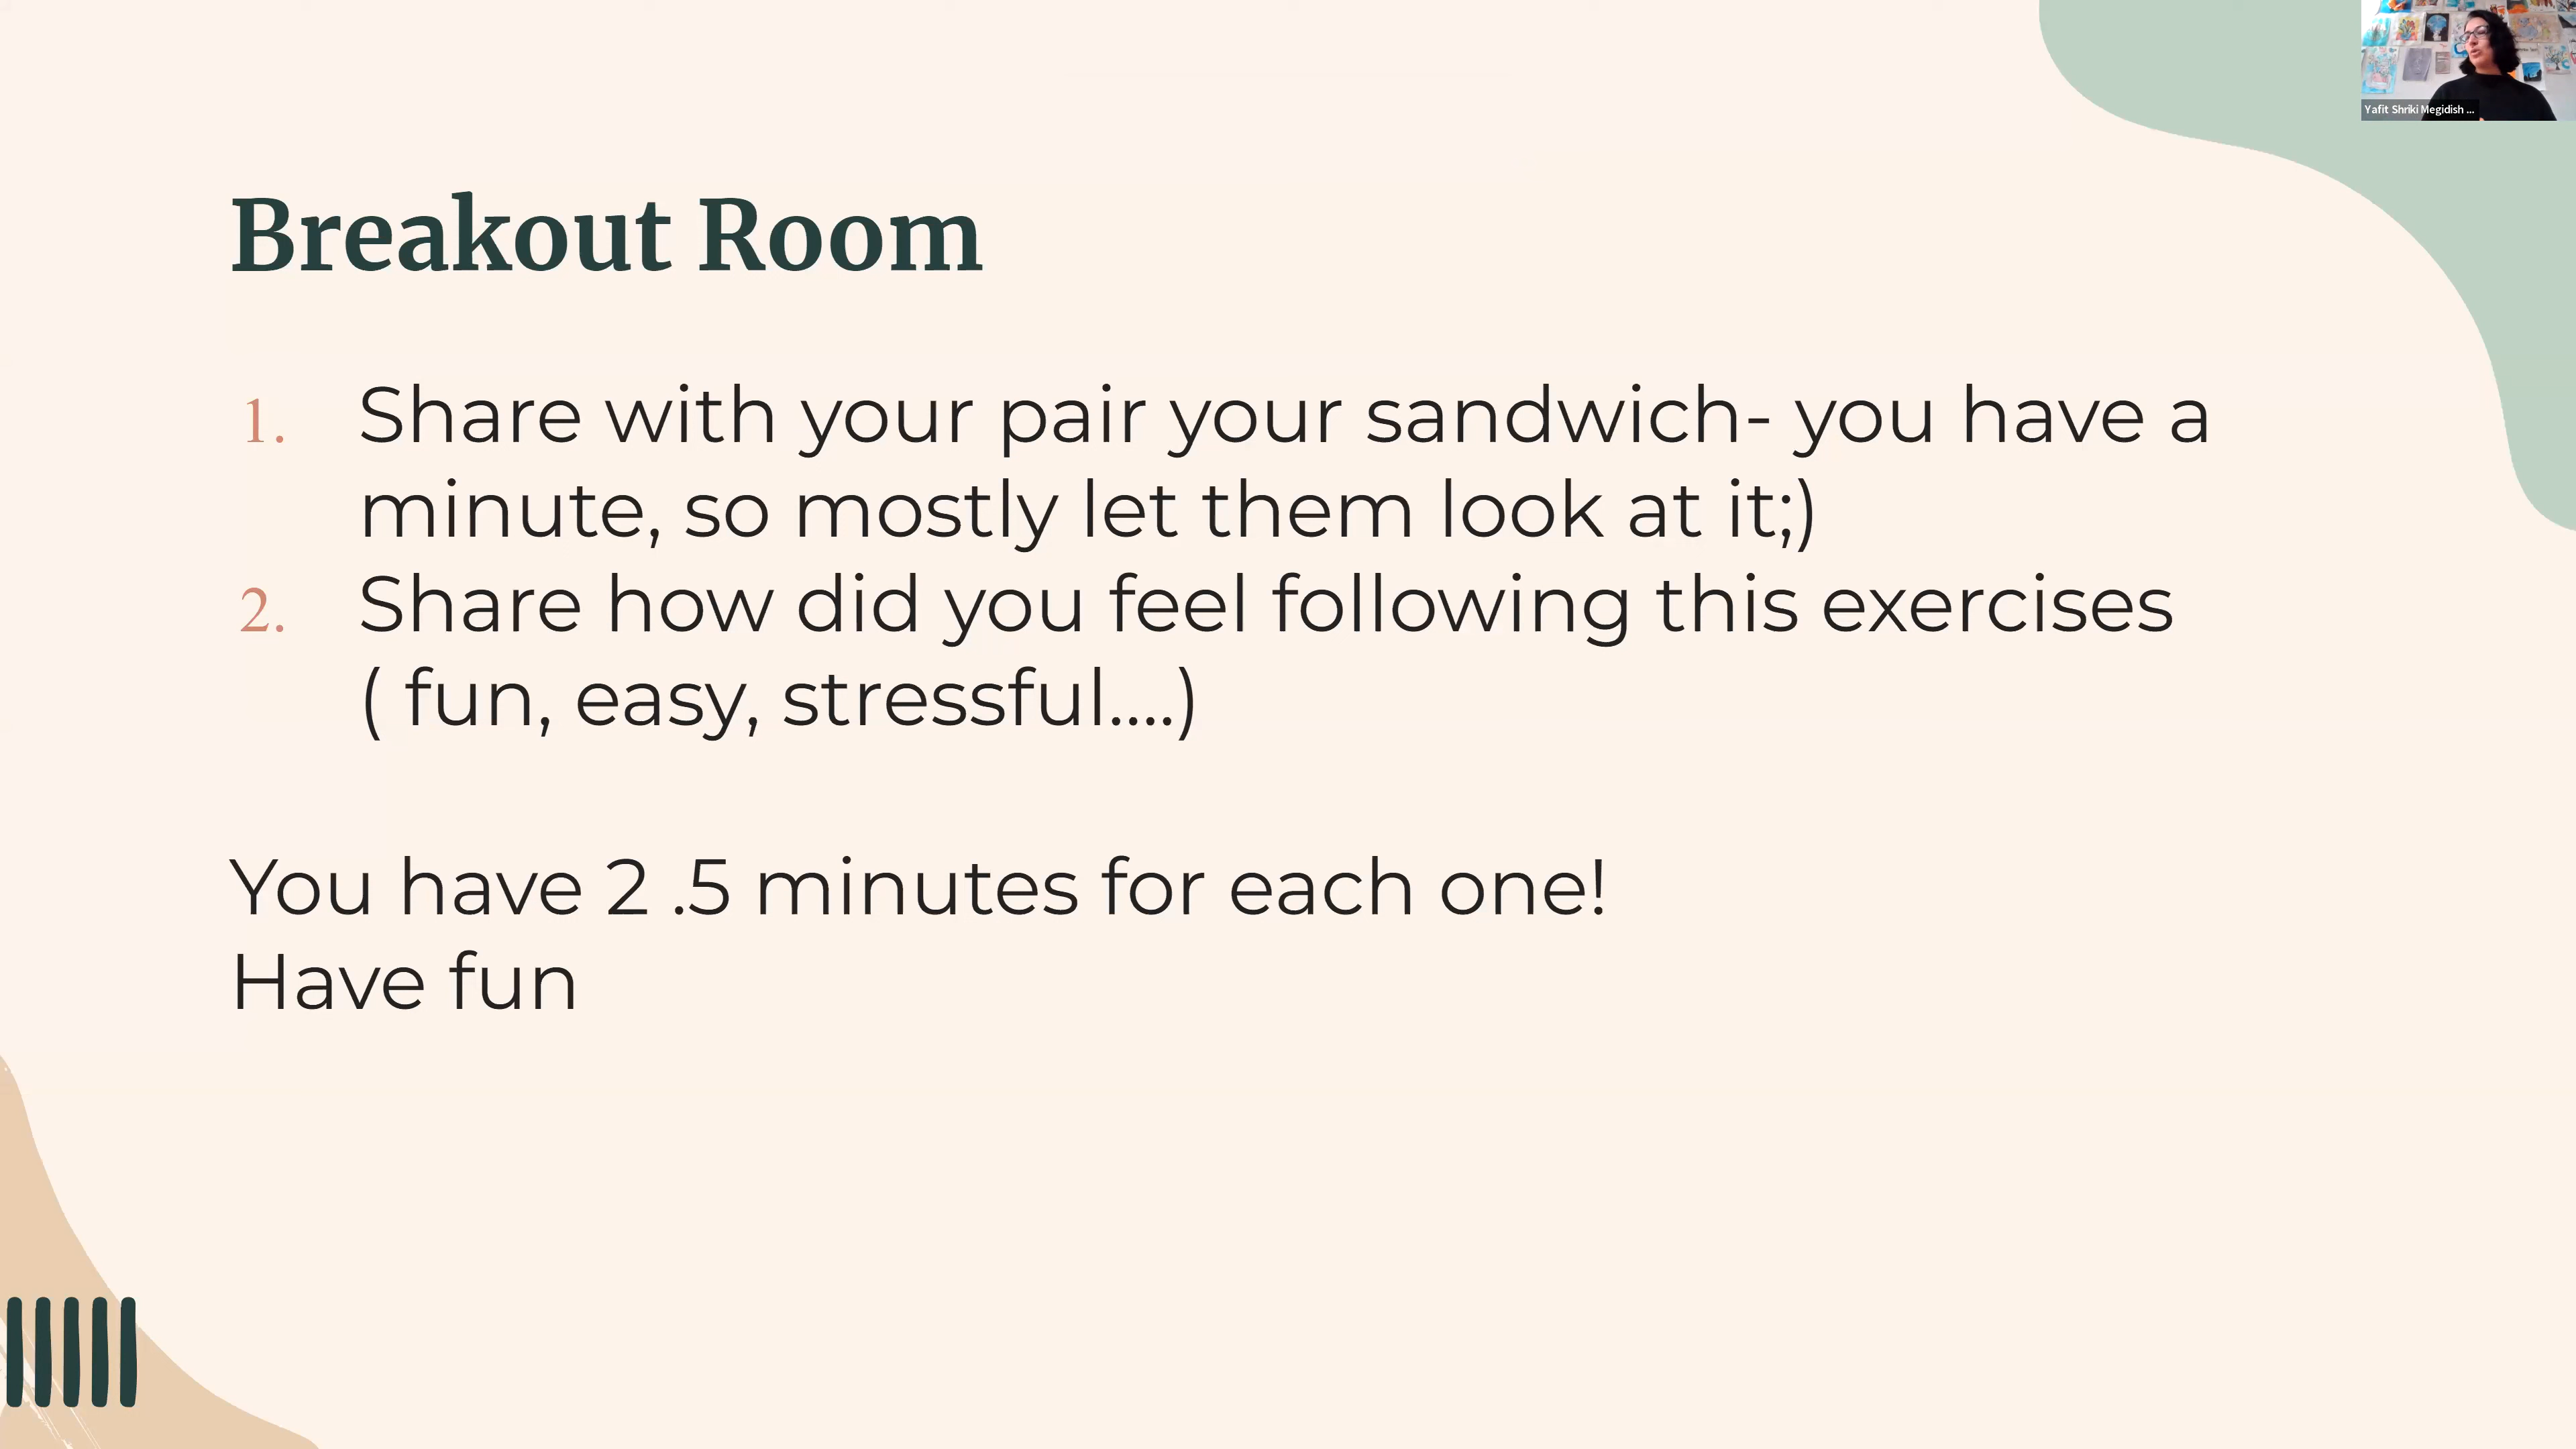 Yafit Shriki Megidish ...
Breakout Room
1. Share with your pair your sandwich- you have a
minute, so mostly let them look at it;)
2. Share how did you feel following this exercises
( fun, easy, stressful....)
You have 2 .5 minutes for each one!
Have fun